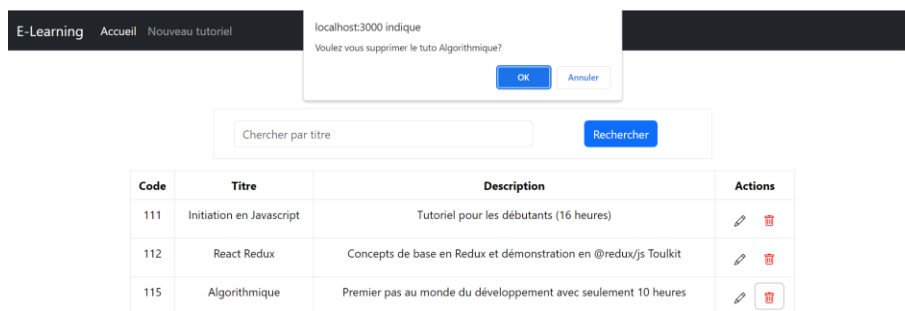 E-Learning Accueil Nouveau tutoriel
localhost:3000 indique
Voulez vous supprimer le tuto Algorithmique?
OK Annuler
Chercher par titre Rechercher
Code Titre Description Actions
111 Initiation en Javascript Tutoriel pour les débutants (16 heures)
112 React Redux Concepts de base en Redux et démonstration en @redux/js Toulkit
115 Algorithmique Premier pas au monde du développement avec seulement 10 heures